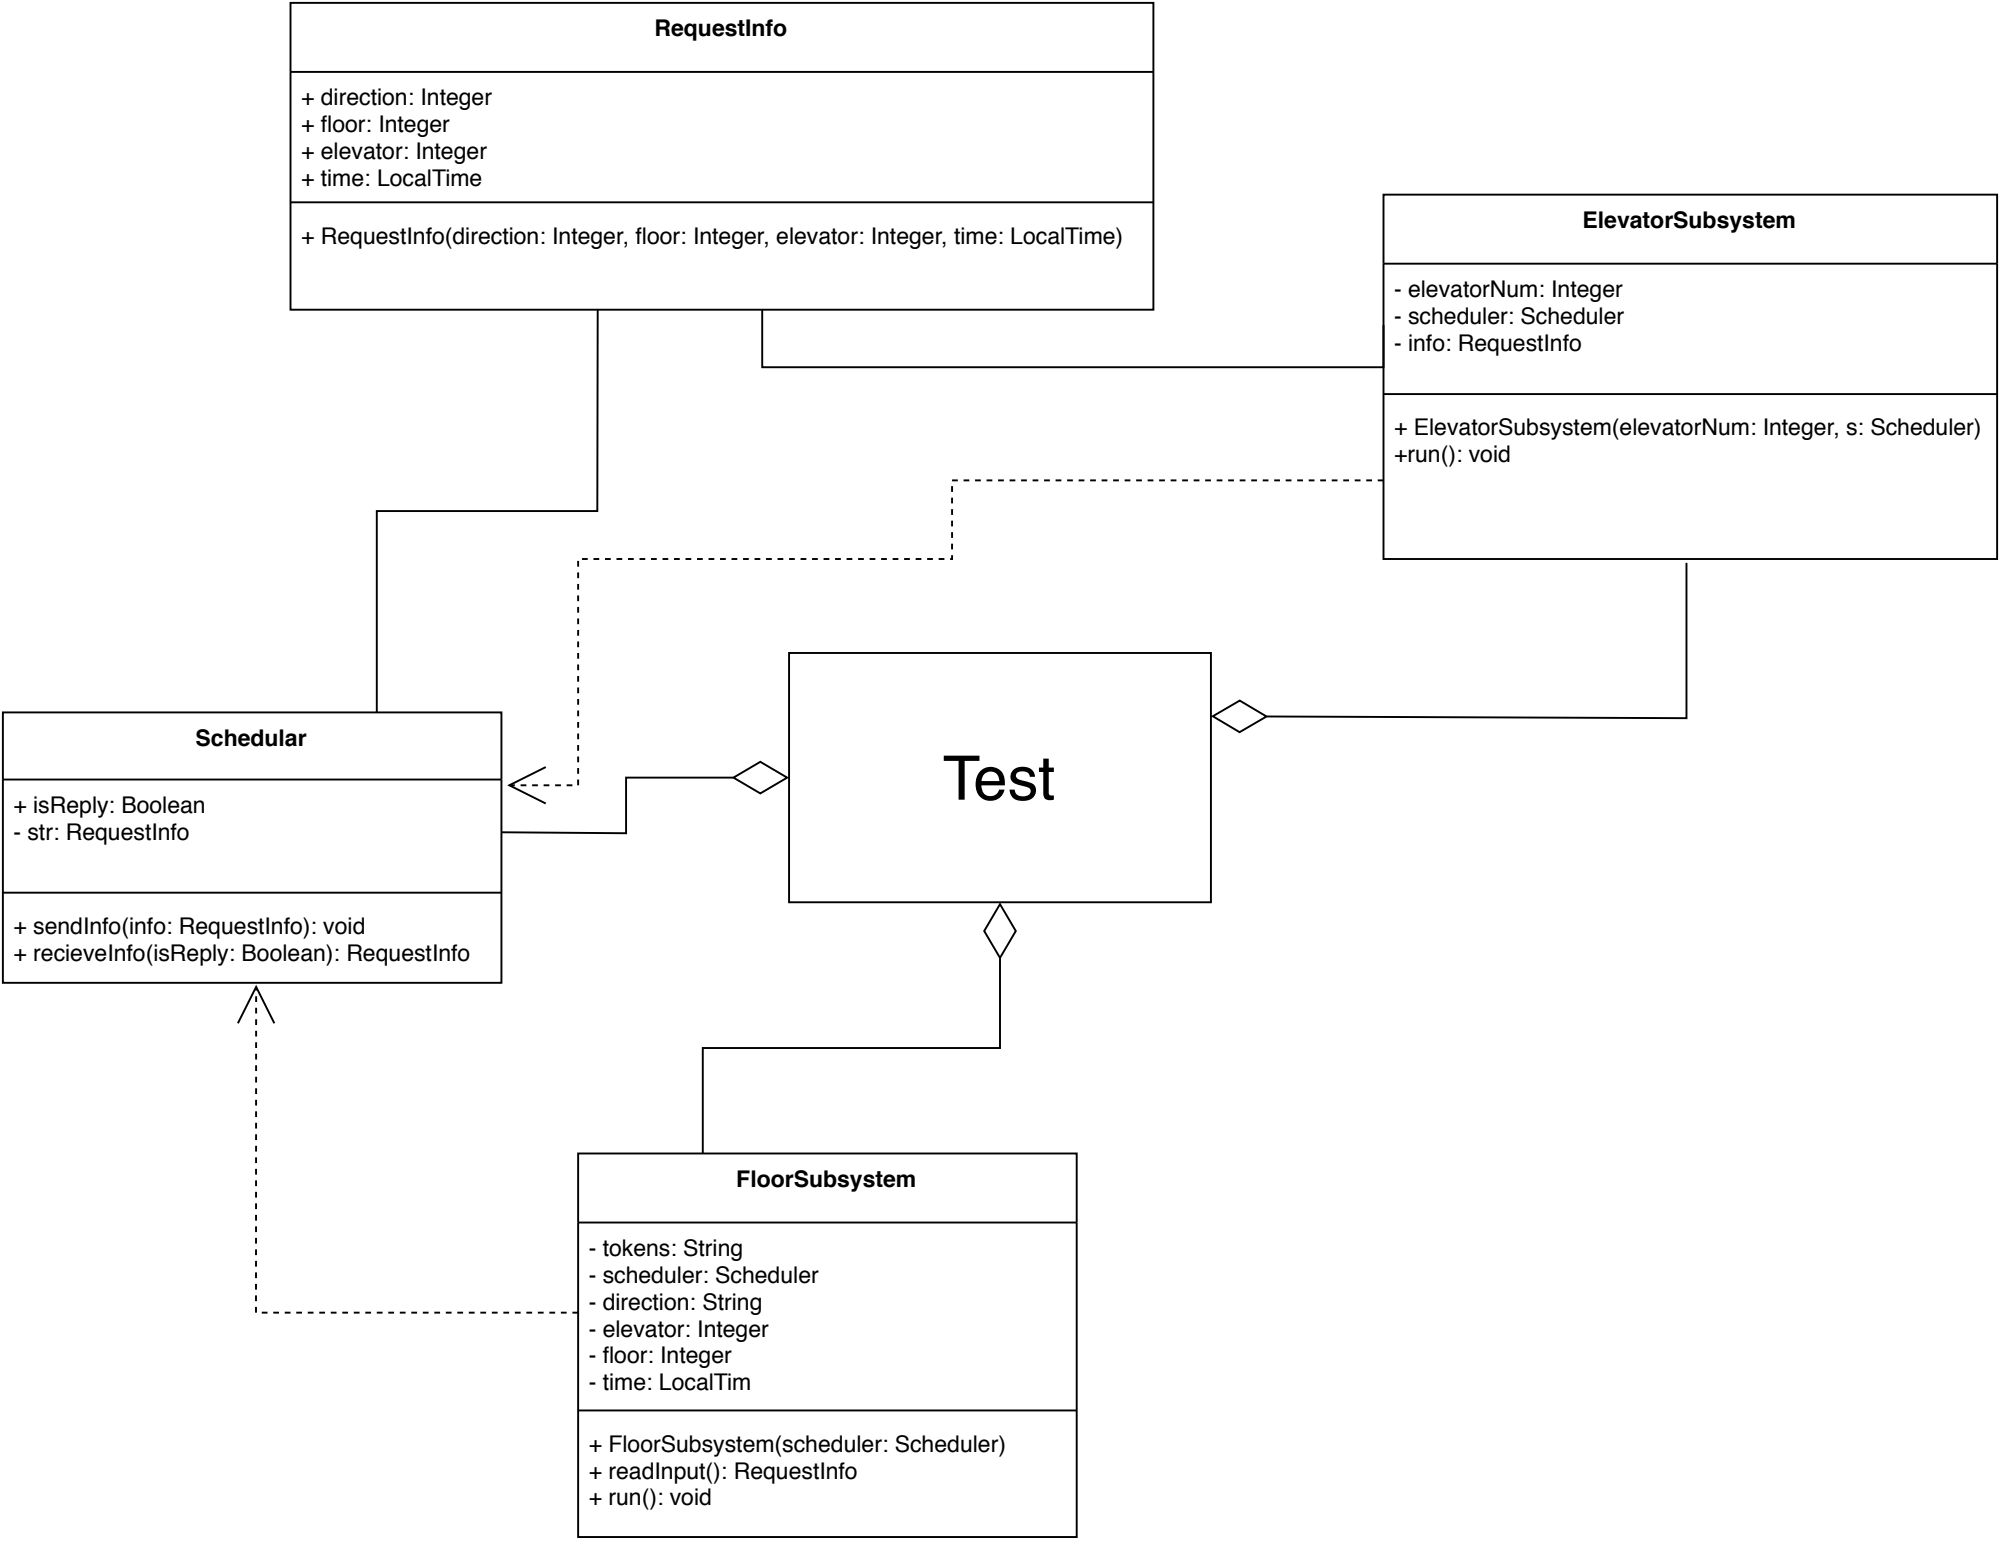 RequestInfo
+ direction: Integer
+ floor: Integer
+ elevator: Integer
+ time: LocalTime
+ RequestInfo(direction: Integer, floor: Integer, elevator: Integer, time: LocalTime)
ElevatorSubsystem
- elevatorNum: Integer
- scheduler: Scheduler
- info: RequestInfo
+ ElevatorSubsystem(elevatorNum: Integer, s: Scheduler)
+run(): void
Schedular
+ isReply: Boolean
- str: RequestInfo
+ sendInfo(info: RequestInfo): void
+ recieveInfo(isReply: Boolean): RequestInfo
Test
FloorSubsystem
- tokens: String
- scheduler: Scheduler
- direction: String
- elevator: Integer
- floor: Integer
- time: LocalTim
+ FloorSubsystem(scheduler: Scheduler)
+ readInput(): RequestInfo
+ run(): void